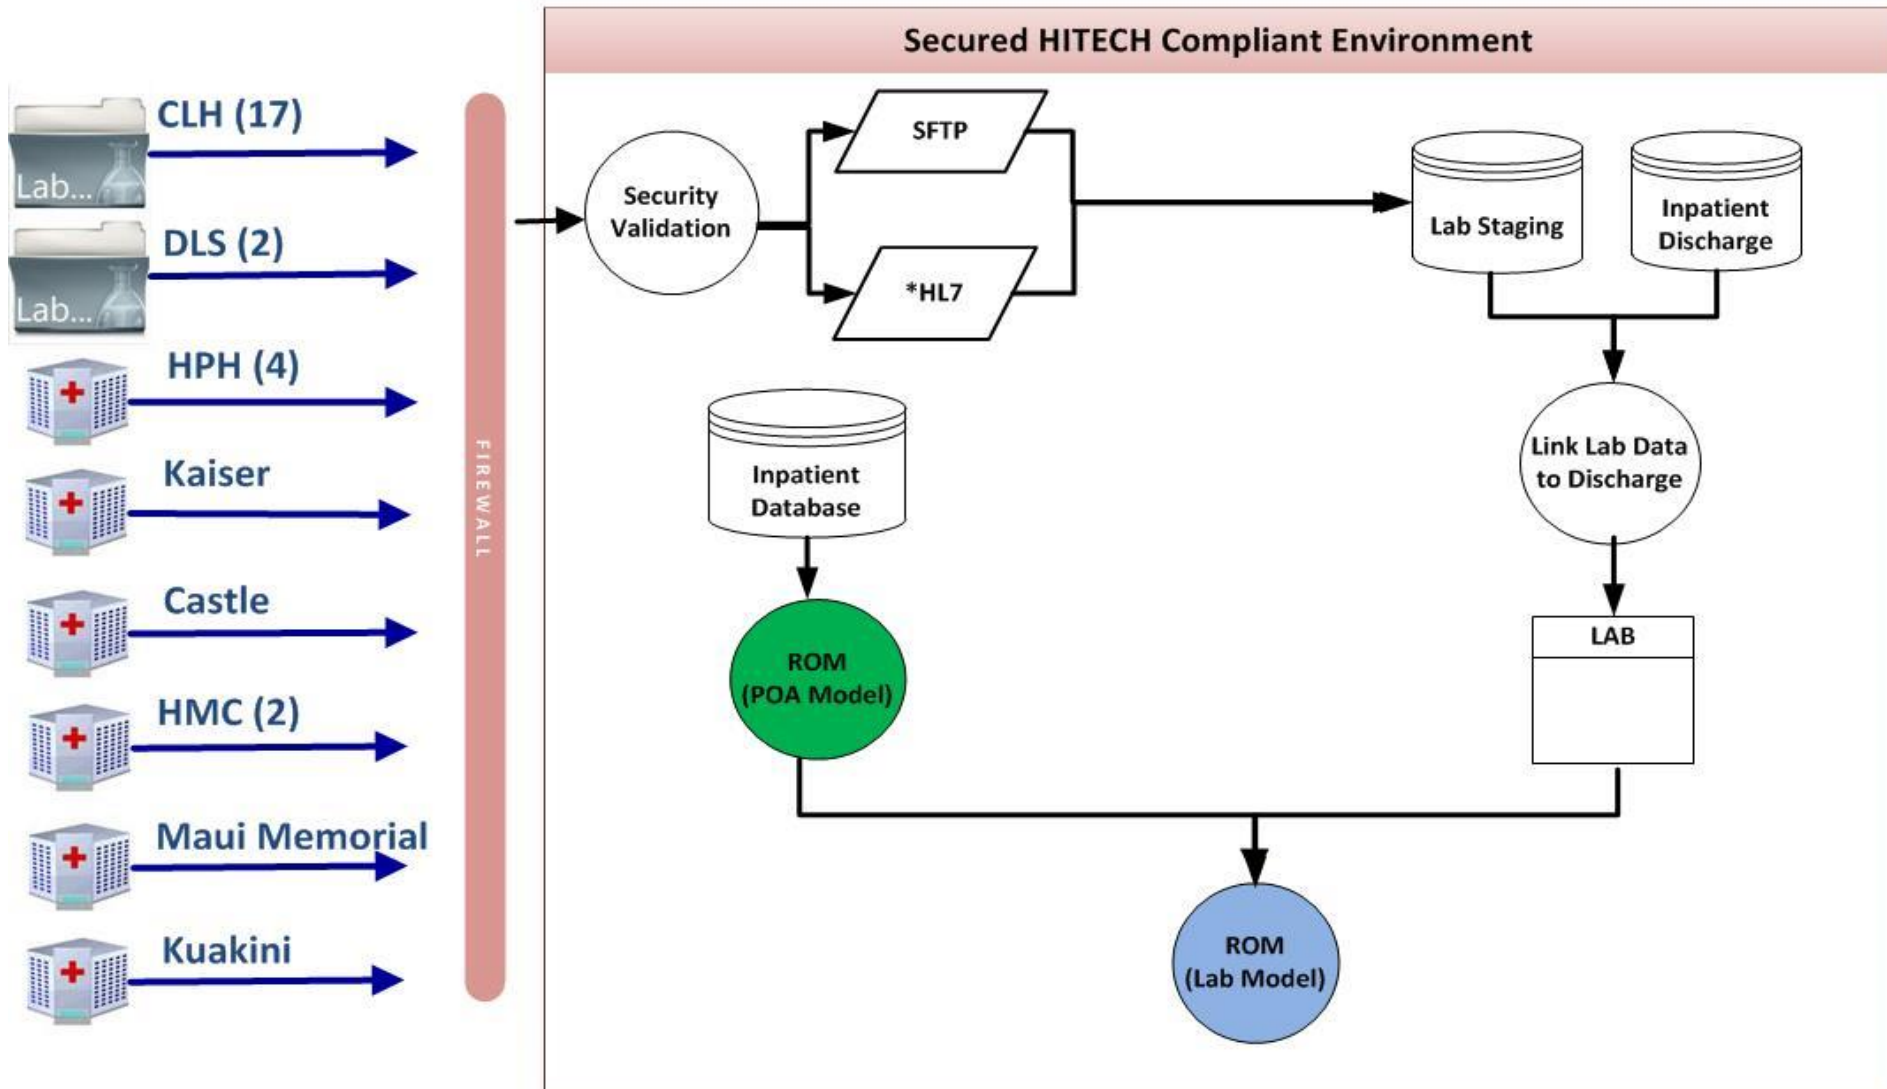 Secured HITECH Compliant Environment
CLH (17)
Lab...
DLS (2)
Lab...
HPH (4)
Kaiser
Castle
HMC (2)
Maui Memorial
Kuakini
FIREWALL
Security
Validation
SFTP
*HL7
Lab Staging
Inpatient
Discharge
Link Lab Data
to Discharge
LAB
Inpatient
Database
ROM
(POA Model)
ROM
(Lab Model)